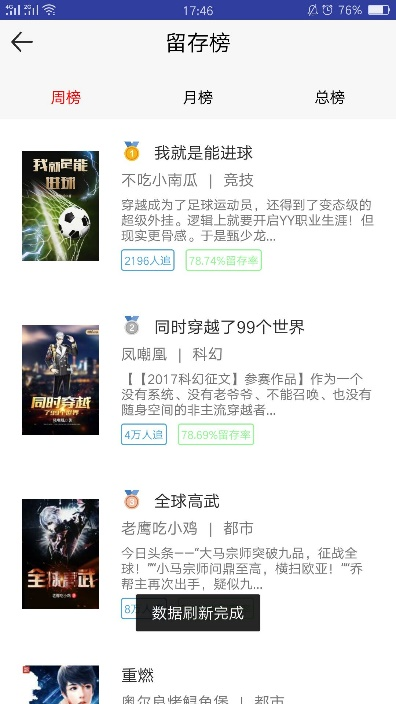 4G 2G 17:46 76%
留存榜
周榜 月榜 总榜
我就是能进球
1 我就是能进球
不吃小南瓜 | 竞技
穿越成为了足球运动员，还得到了变态级的
超级外挂。逻辑上就要开启YY职业生涯！但
现实更骨感。于是甄少龙...
2196人追 78.74%留存率
同时穿越
了99个世界
2 同时穿越了99个世界
凤嘲凰 | 科幻
【【2017科幻征文】参赛作品】作为一个
没有系统、没有老爷爷、不能召唤、也没有
随身空间的非主流穿越者...
4万人追 78.69%留存率
全球高武
3 全球高武
老鹰吃小鸡 | 都市
今日头条——“大马宗师突破九品，征战全
球！”“小马宗师问鼎至高，横扫欧亚！”“乔
帮主再次出手，疑似九...
8万
数据刷新完成
重燃
奥尔良烤鲟鱼堡 | 都市